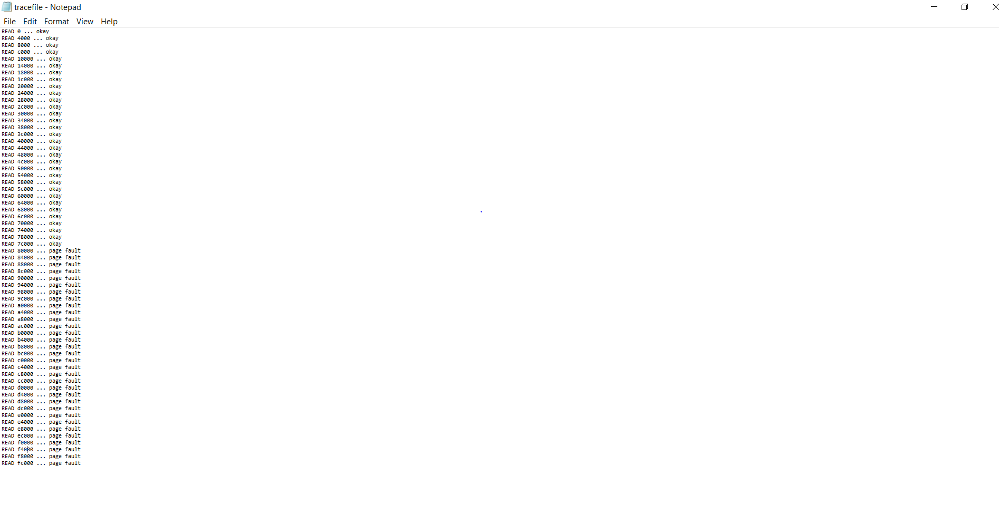 tracefile - Notepad
File Edit Format View Help
READ 0 ... okay
READ 4000 ... okay
READ 8000 ... okay
READ c000 ... okay
READ 10000 ... okay
READ 14000 ... okay
READ 18000 ... okay
READ 1c000 ... okay
READ 20000 ... okay
READ 24000 ... okay
READ 28000 ... okay
READ 2c000 ... okay
READ 30000 ... okay
READ 34000 ... okay
READ 38000 ... okay
READ 3c000 ... okay
READ 40000 ... okay
READ 44000 ... okay
READ 48000 ... okay
READ 4c000 ... okay
READ 50000 ... okay
READ 54000 ... okay
READ 58000 ... okay
READ 5c000 ... okay
READ 60000 ... okay
READ 64000 ... okay
READ 68000 ... okay
READ 6c000 ... okay
READ 70000 ... okay
READ 74000 ... okay
READ 78000 ... okay
READ 7c000 ... okay
READ 80000 ... page fault
READ 84000 ... page fault
READ 88000 ... page fault
READ 8c000 ... page fault
READ 90000 ... page fault
READ 94000 ... page fault
READ 98000 ... page fault
READ 9c000 ... page fault
READ a0000 ... page fault
READ a4000 ... page fault
READ a8000 ... page fault
READ ac000 ... page fault
READ b0000 ... page fault
READ b4000 ... page fault
READ b8000 ... page fault
READ bc000 ... page fault
READ c0000 ... page fault
READ c4000 ... page fault
READ c8000 ... page fault
READ cc000 ... page fault
READ d0000 ... page fault
READ d4000 ... page fault
READ d8000 ... page fault
READ dc000 ... page fault
READ e0000 ... page fault
READ e4000 ... page fault
READ e8000 ... page fault
READ ec000 ... page fault
READ f0000 ... page fault
READ f4000 ... page fault
READ f8000 ... page fault
READ fc000 ... page fault